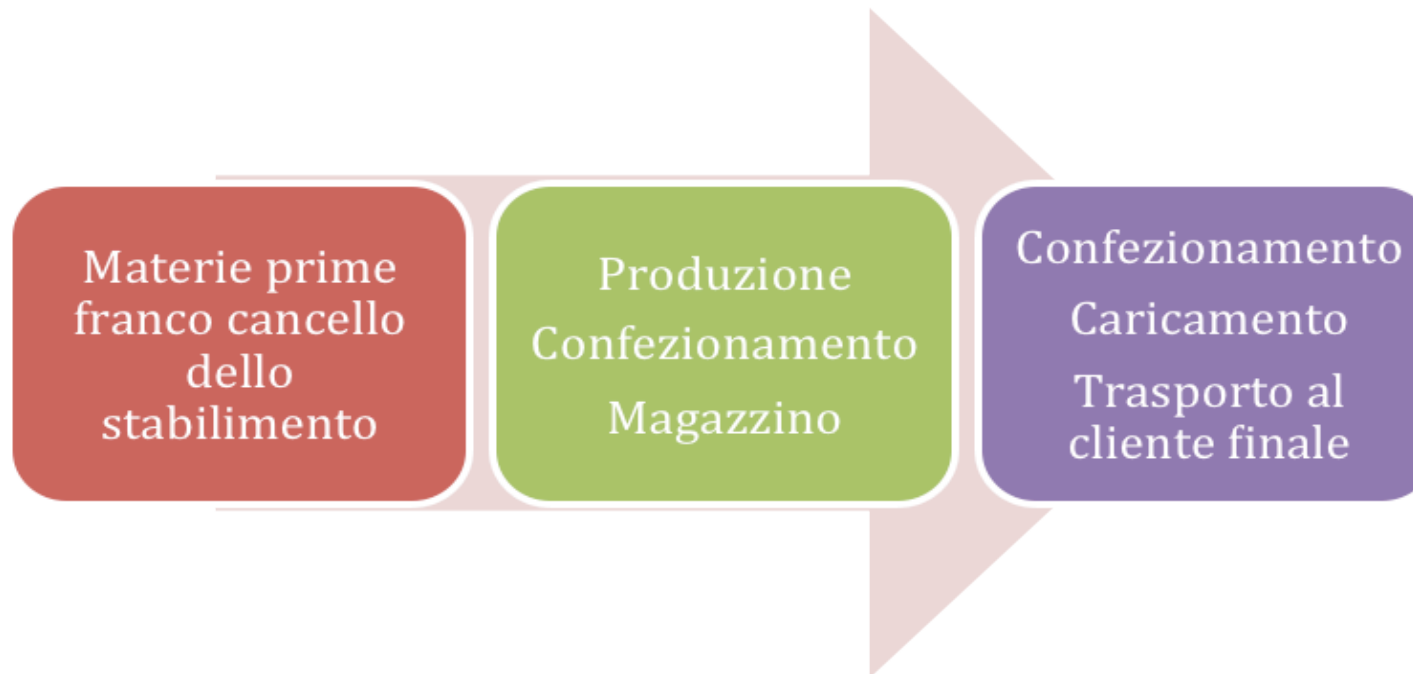 Materie prime
franco cancello
dello
stabilimento
Produzione
Confezionamento
Magazzino
Confezionamento
Caricamento
Trasporto al
cliente finale